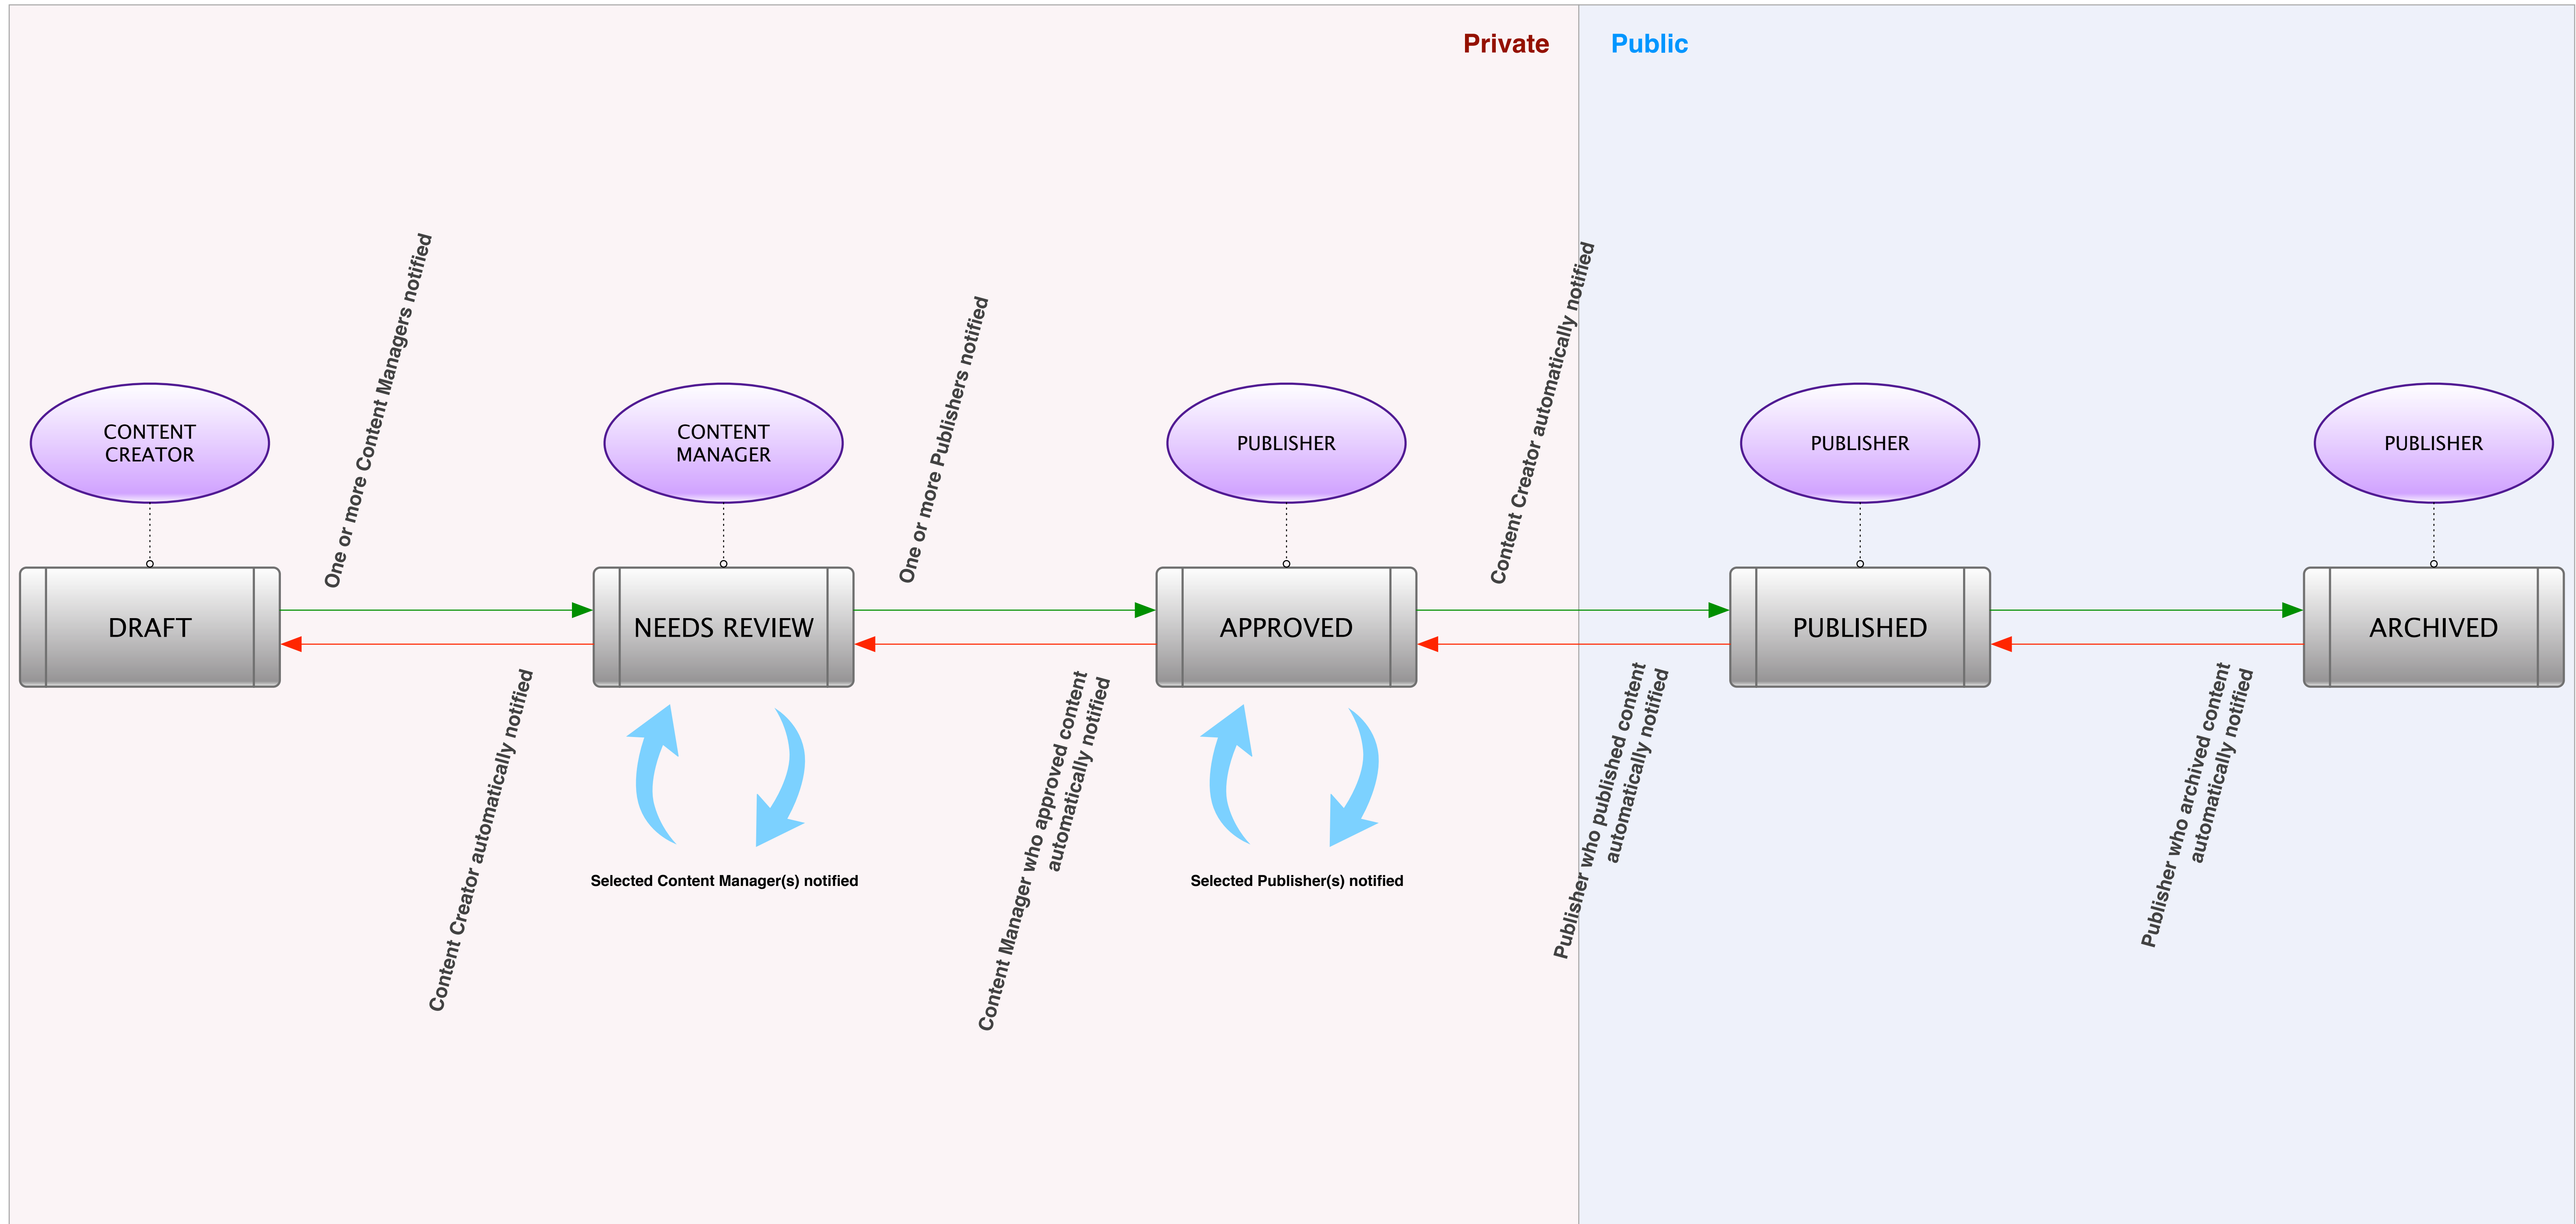 Private
Public
One or more Content Managers notified
One or more Publishers notified
Content Creator automatically notified
CONTENT
CREATOR
CONTENT
MANAGER
PUBLISHER
PUBLISHER
PUBLISHER
DRAFT
NEEDS REVIEW
APPROVED
PUBLISHED
ARCHIVED
Content Creator automatically notified
Content Manager who approved content
automatically notified
Publisher who published content
automatically notified
Publisher who archived content
automatically notified
Selected Content Manager(s) notified
Selected Publisher(s) notified